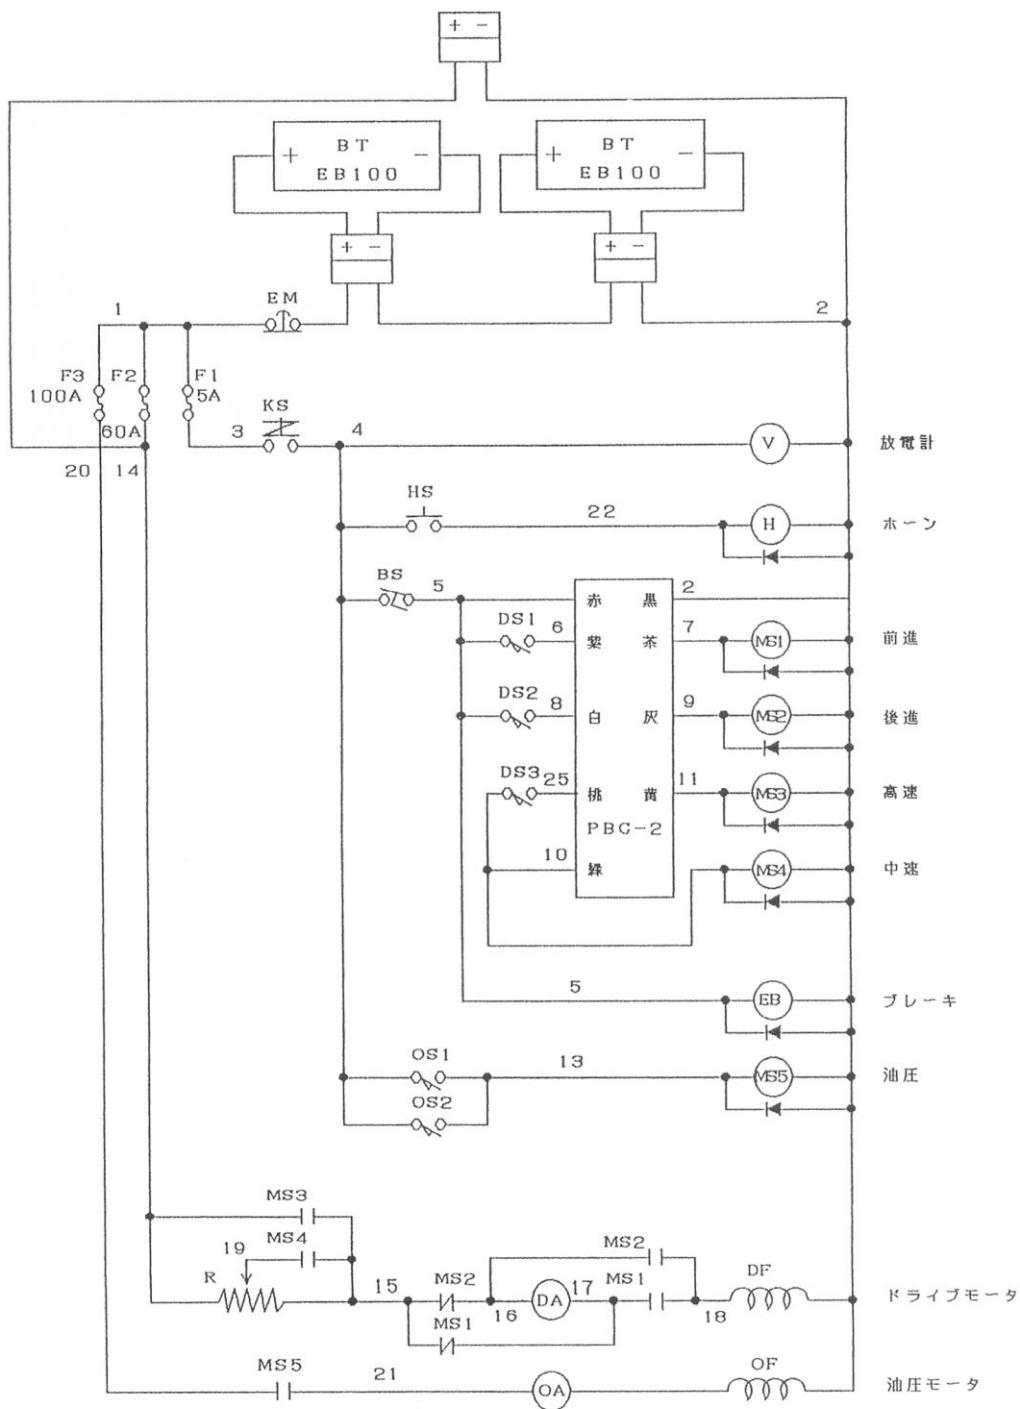 + -
BT
+ -
EB100
BT
+ -
EB100
+ -
+ -
1
EM
2
F3
100A
F2
60A
F1
5A
3
KS
4
V
放電計
20
14
HS
22
H
ホーン
BS
5
赤 黒
2
DS1
6
紫 茶
7
MS1
前進
DS2
8
白 灰
9
MS2
後進
DS3
25
桃 黄
11
MS3
高速
PBC-2
10
緑
MS4
中速
5
EB
ブレーキ
OS1
13
MS5
油圧
OS2
MS3
19
MS4
R
15
MS2
16
DA
17
MS1
MS2
18
DF
ドライブモータ
MS1
MS5
21
OA
OF
油圧モータ